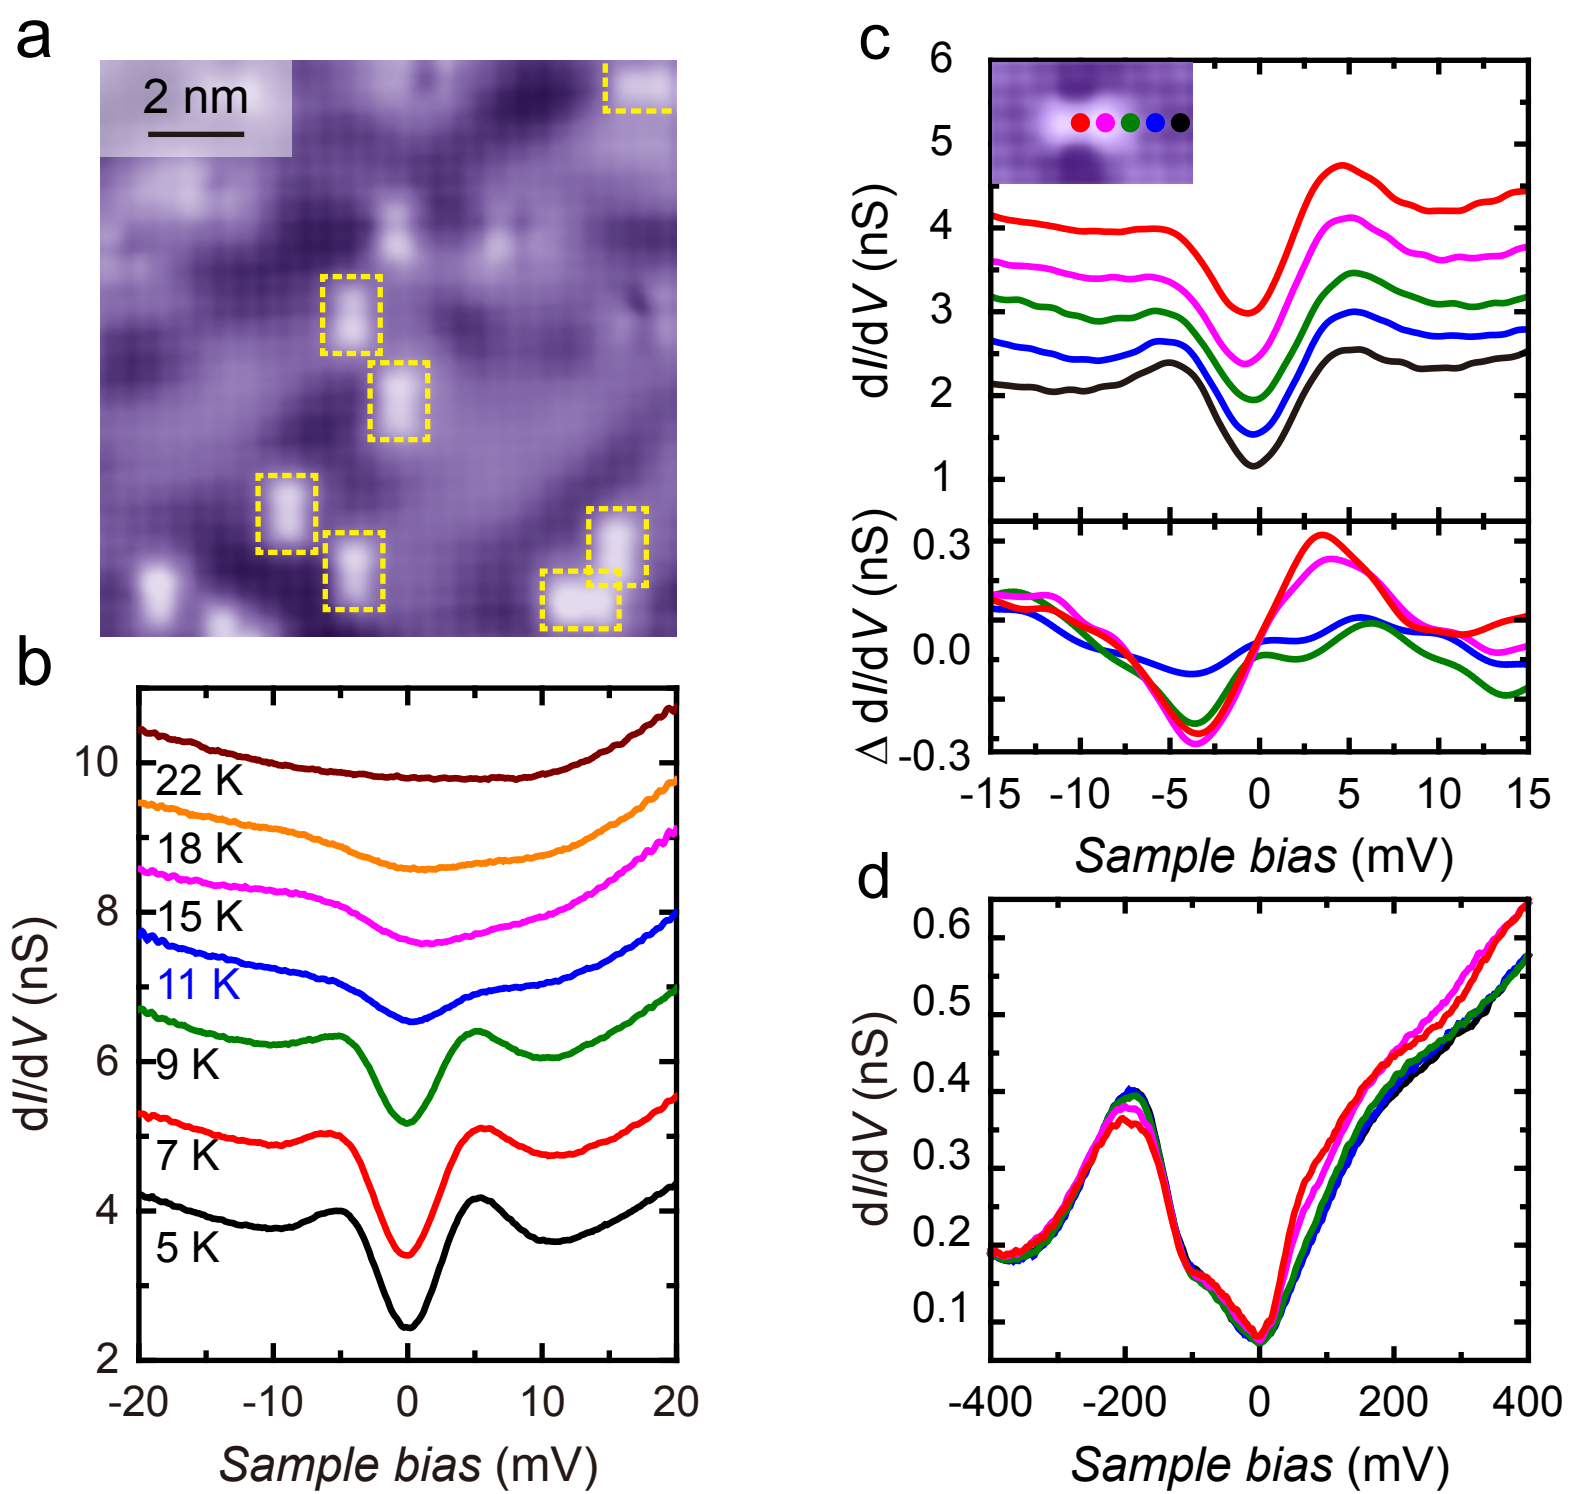 a
2 nm
b
10
8
6
4
2
22 K
18 K
15 K
11 K
9 K
7 K
5 K
dI/dV (nS)
-20
-10
0
10
20
Sample bias (mV)
c
6
5
4
3
2
1
dI/dV (nS)
0.3
0.0
-0.3
Δ dI/dV (nS)
-15
-10
-5
0
5
10
15
Sample bias (mV)
d
0.6
0.5
0.4
0.3
0.2
0.1
dI/dV (nS)
-400
-200
0
200
400
Sample bias (mV)